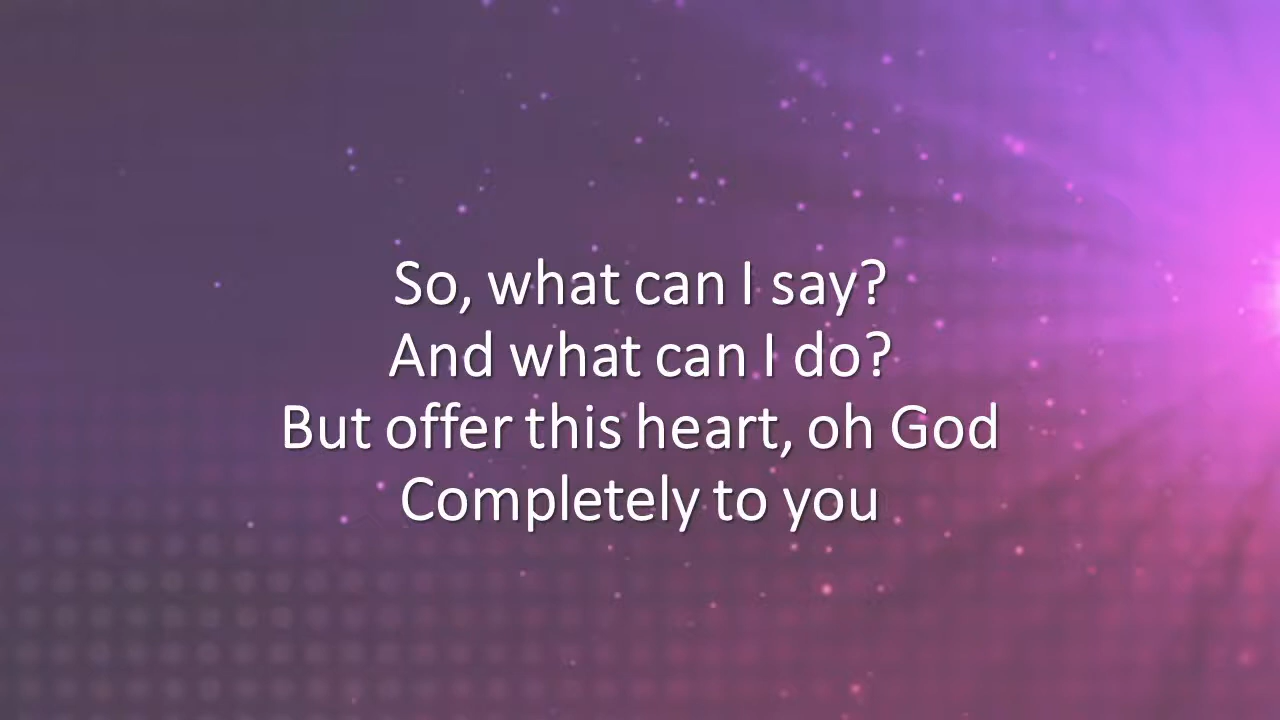 So, what can I say?
And what can I do?
But offer this heart, oh God
Completely to you